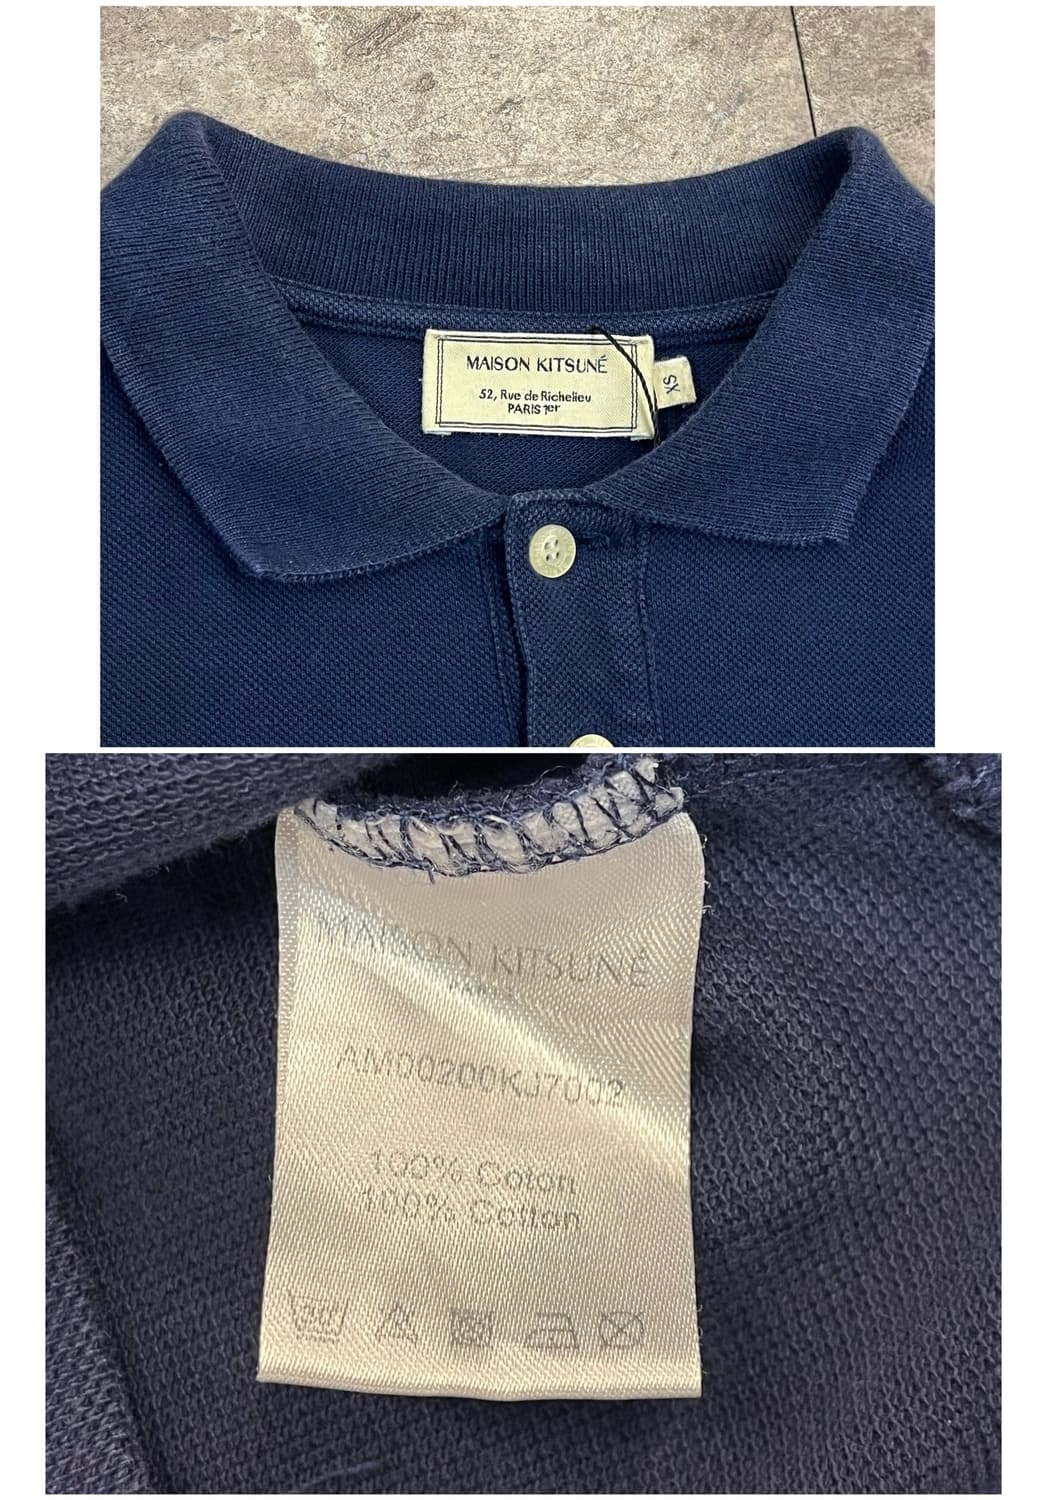 MAISON KITSUNÉ
52, Rue de Richelieu
PARIS 1er
XS
MAISON KITSUNÉ
AM00200KJ7002
100% Coton
100% Cotton